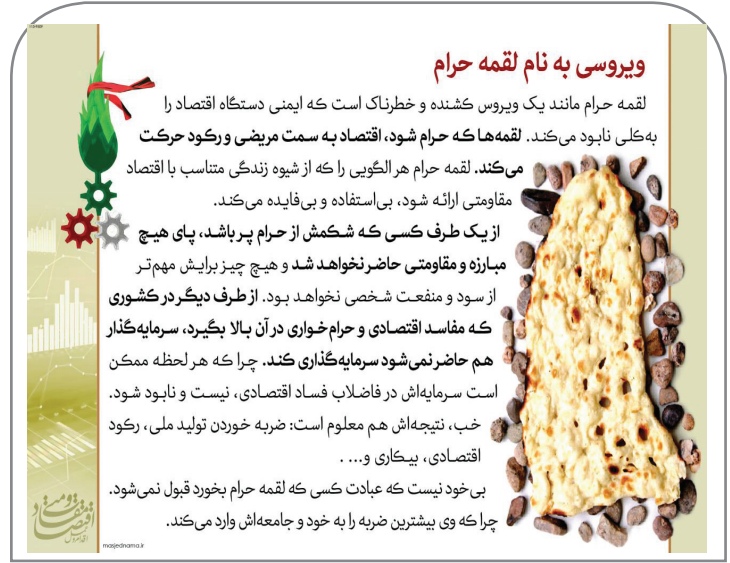 ویروسی به نام لقمه حرام
لقمه حرام مانند یک ویروس کشنده و خطرناک است که ایمنی دستگاه اقتصاد را
به‌کلی نابود می‌کند. لقمه‌ها که حرام شود، اقتصاد به سمت مریضی و رکود حرکت
می‌کند. لقمه حرام هر الگویی را که از شیوه زندگی متناسب با اقتصاد
مقاومتی ارائه شود، بی‌استفاده و بی‌فایده می‌کند.
از یک طرف کسی که شکمش از حرام پر باشد، پای هیچ
مبارزه و مقاومتی حاضر نخواهد شد و هیچ چیز برایش مهم‌تر
از سود و منفعت شخصی نخواهد بود. از طرف دیگر در کشوری
که مفاسد اقتصادی و حرام‌خواری در آن بالا بگیرد، سرمایه‌گذار
هم حاضر نمی‌شود سرمایه‌گذاری کند. چرا که هر لحظه ممکن
است سرمایه‌اش در فاضلاب فساد اقتصادی، نیست و نابود شود.
خب، نتیجه‌اش هم معلوم است: ضربه خوردن تولید ملی، رکود
اقتصادی، بیکاری و... .
بی‌خود نیست که عبادت کسی که لقمه حرام بخورد قبول نمی‌شود.
چرا که وی بیشترین ضربه را به خود و جامعه‌اش وارد می‌کند.
اقتصاد مقاومتی
اقدام و عمل
masjednama.ir